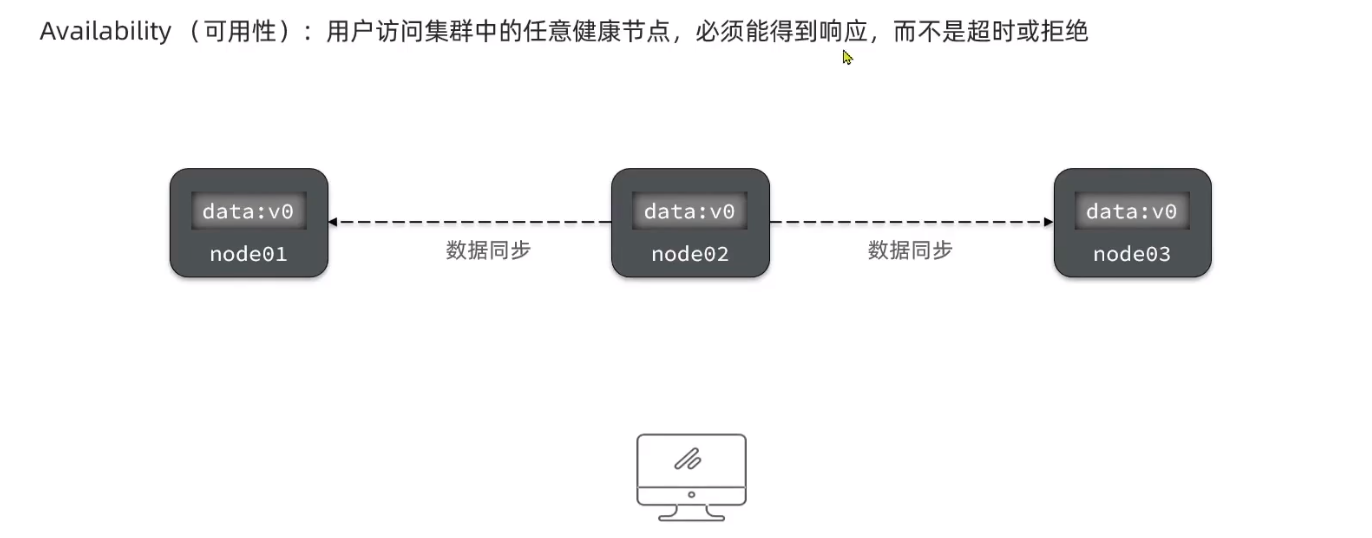 Availability （可用性）：用户访问集群中的任意健康节点，必须能得到响应，而不是超时或拒绝
data:v0
node01
数据同步
data:v0
node02
数据同步
data:v0
node03